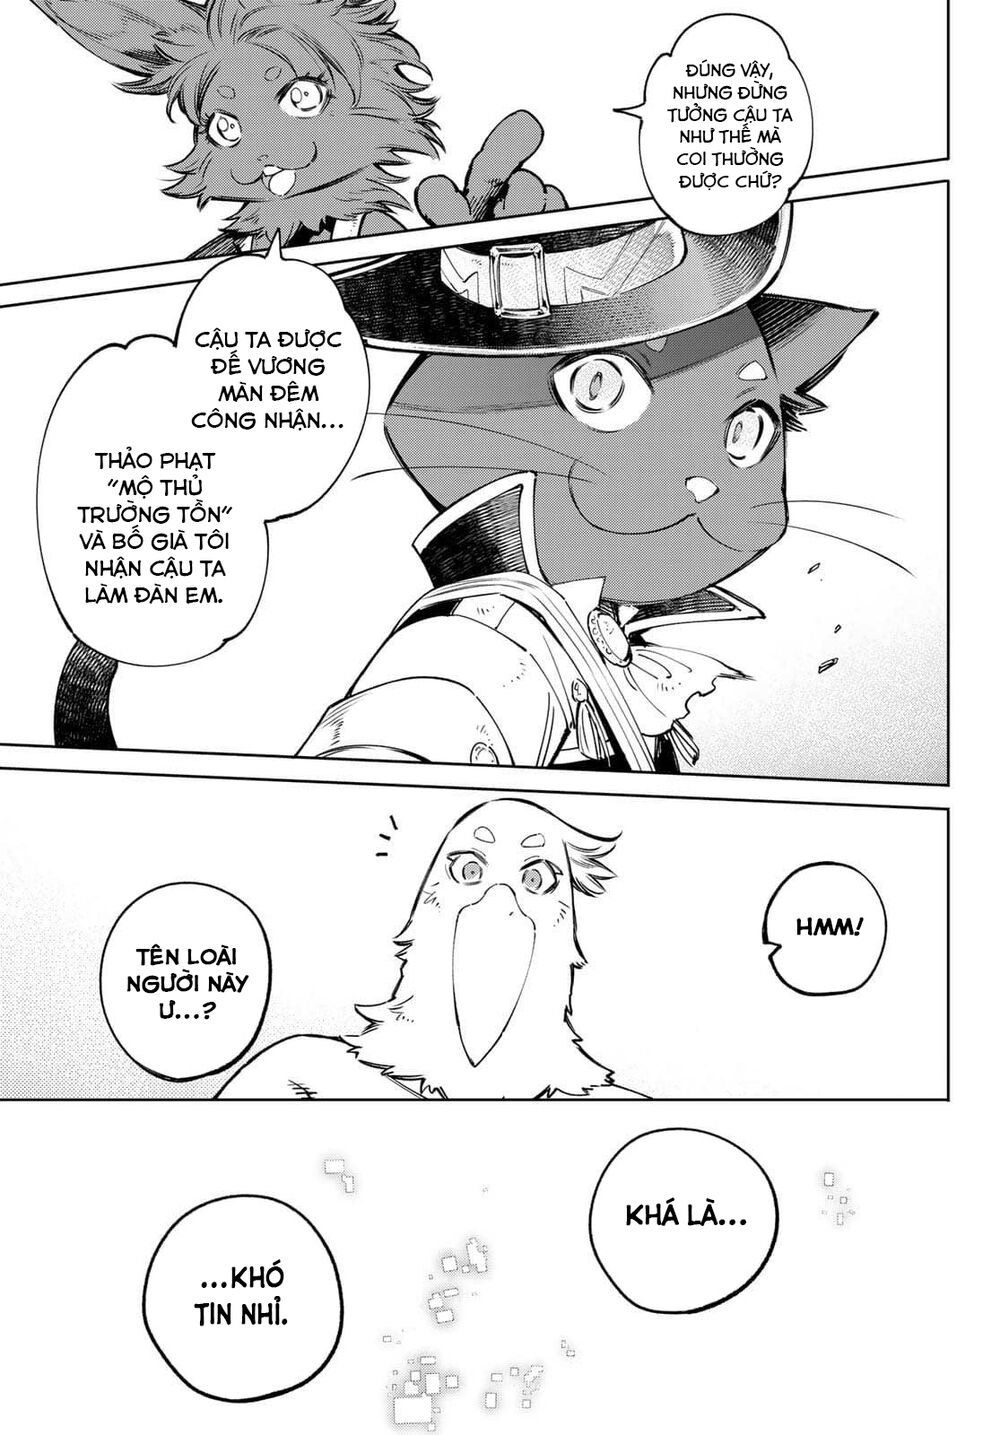 ĐÚNG VẬY,
NHƯNG ĐỪNG
TƯỞNG CẬU TA
NHƯ THẾ MÀ
COI THƯỜNG
ĐƯỢC CHỨ?
CẬU TA ĐƯỢC
ĐẾ VƯƠNG
MÀN ĐÊM
CÔNG NHẬN...
THẢO PHẠT
“MỘ THỦ
TRƯỜNG TỒN”
VÀ BỐ GIÀ TÔI
NHẬN CẬU TA
LÀM ĐÀN EM.
HMM!
TÊN LOÀI
NGƯỜI NÀY
Ư...?
KHÁ LÀ...
...KHÓ
TIN NHỈ.